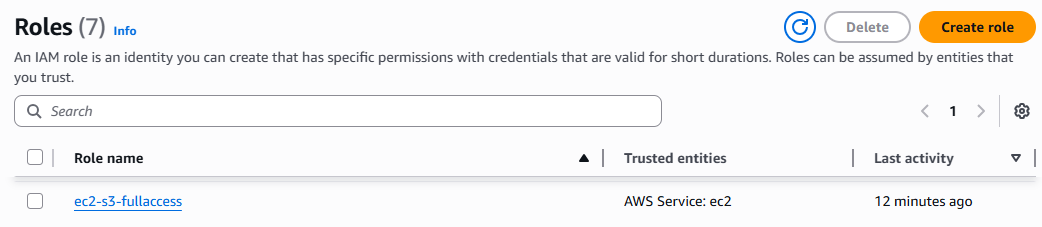 Roles (7) Info
Delete
Create role
An IAM role is an identity you can create that has specific permissions with credentials that are valid for short durations. Roles can be assumed by entities that
you trust.
Search
1
Role name Trusted entities Last activity
ec2-s3-fullaccess AWS Service: ec2 12 minutes ago